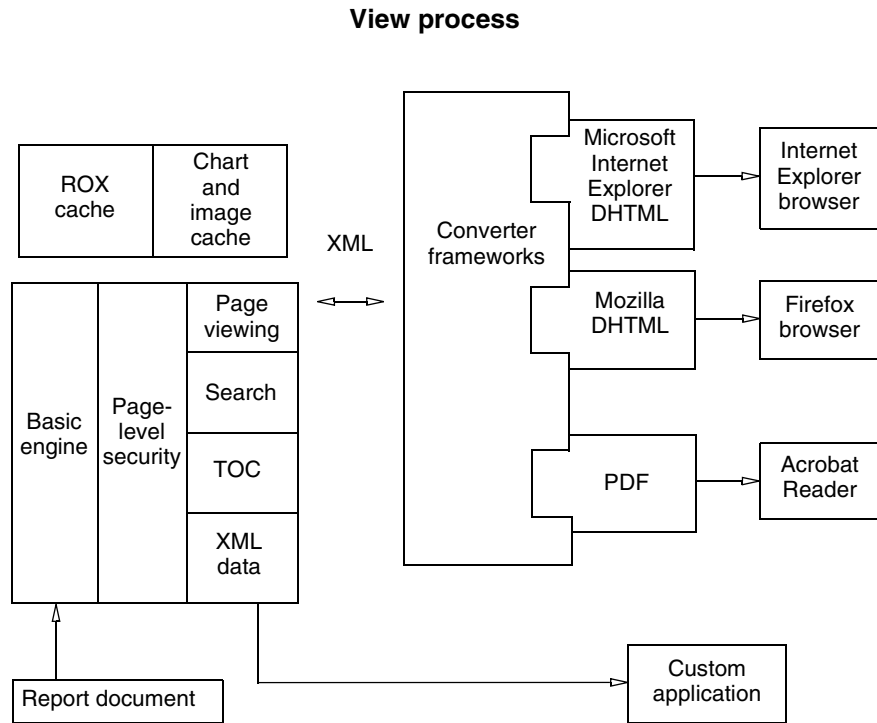 View process
ROX
cache
Chart
and
image
cache
XML
Converter
frameworks
Microsoft
Internet
Explorer
DHTML
Internet
Explorer
browser
Mozilla
DHTML
Firefox
browser
PDF
Acrobat
Reader
Basic
engine
Page-
level
security
Page
viewing
Search
TOC
XML
data
Report document
Custom
application